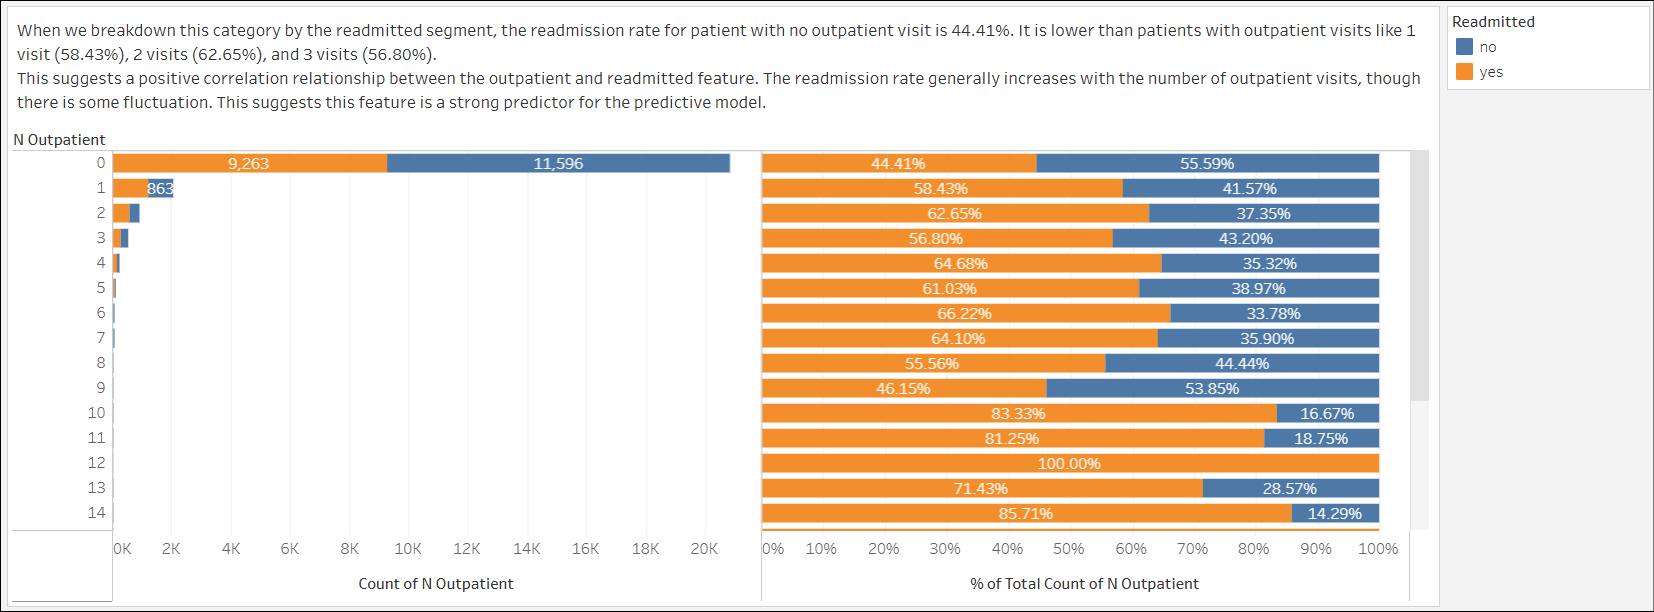 When we breakdown this category by the readmitted segment, the readmission rate for patient with no outpatient visit is 44.41%. It is lower than patients with outpatient visits like 1
visit (58.43%), 2 visits (62.65%), and 3 visits (56.80%).
This suggests a positive correlation relationship between the outpatient and readmitted feature. The readmission rate generally increases with the number of outpatient visits, though
there is some fluctuation. This suggests this feature is a strong predictor for the predictive model.
Readmitted
no
yes
N Outpatient
0 9,263 11,596 44.41% 55.59%
1 863 58.43% 41.57%
2 62.65% 37.35%
3 56.80% 43.20%
4 64.68% 35.32%
5 61.03% 38.97%
6 66.22% 33.78%
7 64.10% 35.90%
8 55.56% 44.44%
9 46.15% 53.85%
10 83.33% 16.67%
11 81.25% 18.75%
12 100.00%
13 71.43% 28.57%
14 85.71% 14.29%
0K 2K 4K 6K 8K 10K 12K 14K 16K 18K 20K 0% 10% 20% 30% 40% 50% 60% 70% 80% 90% 100%
Count of N Outpatient % of Total Count of N Outpatient